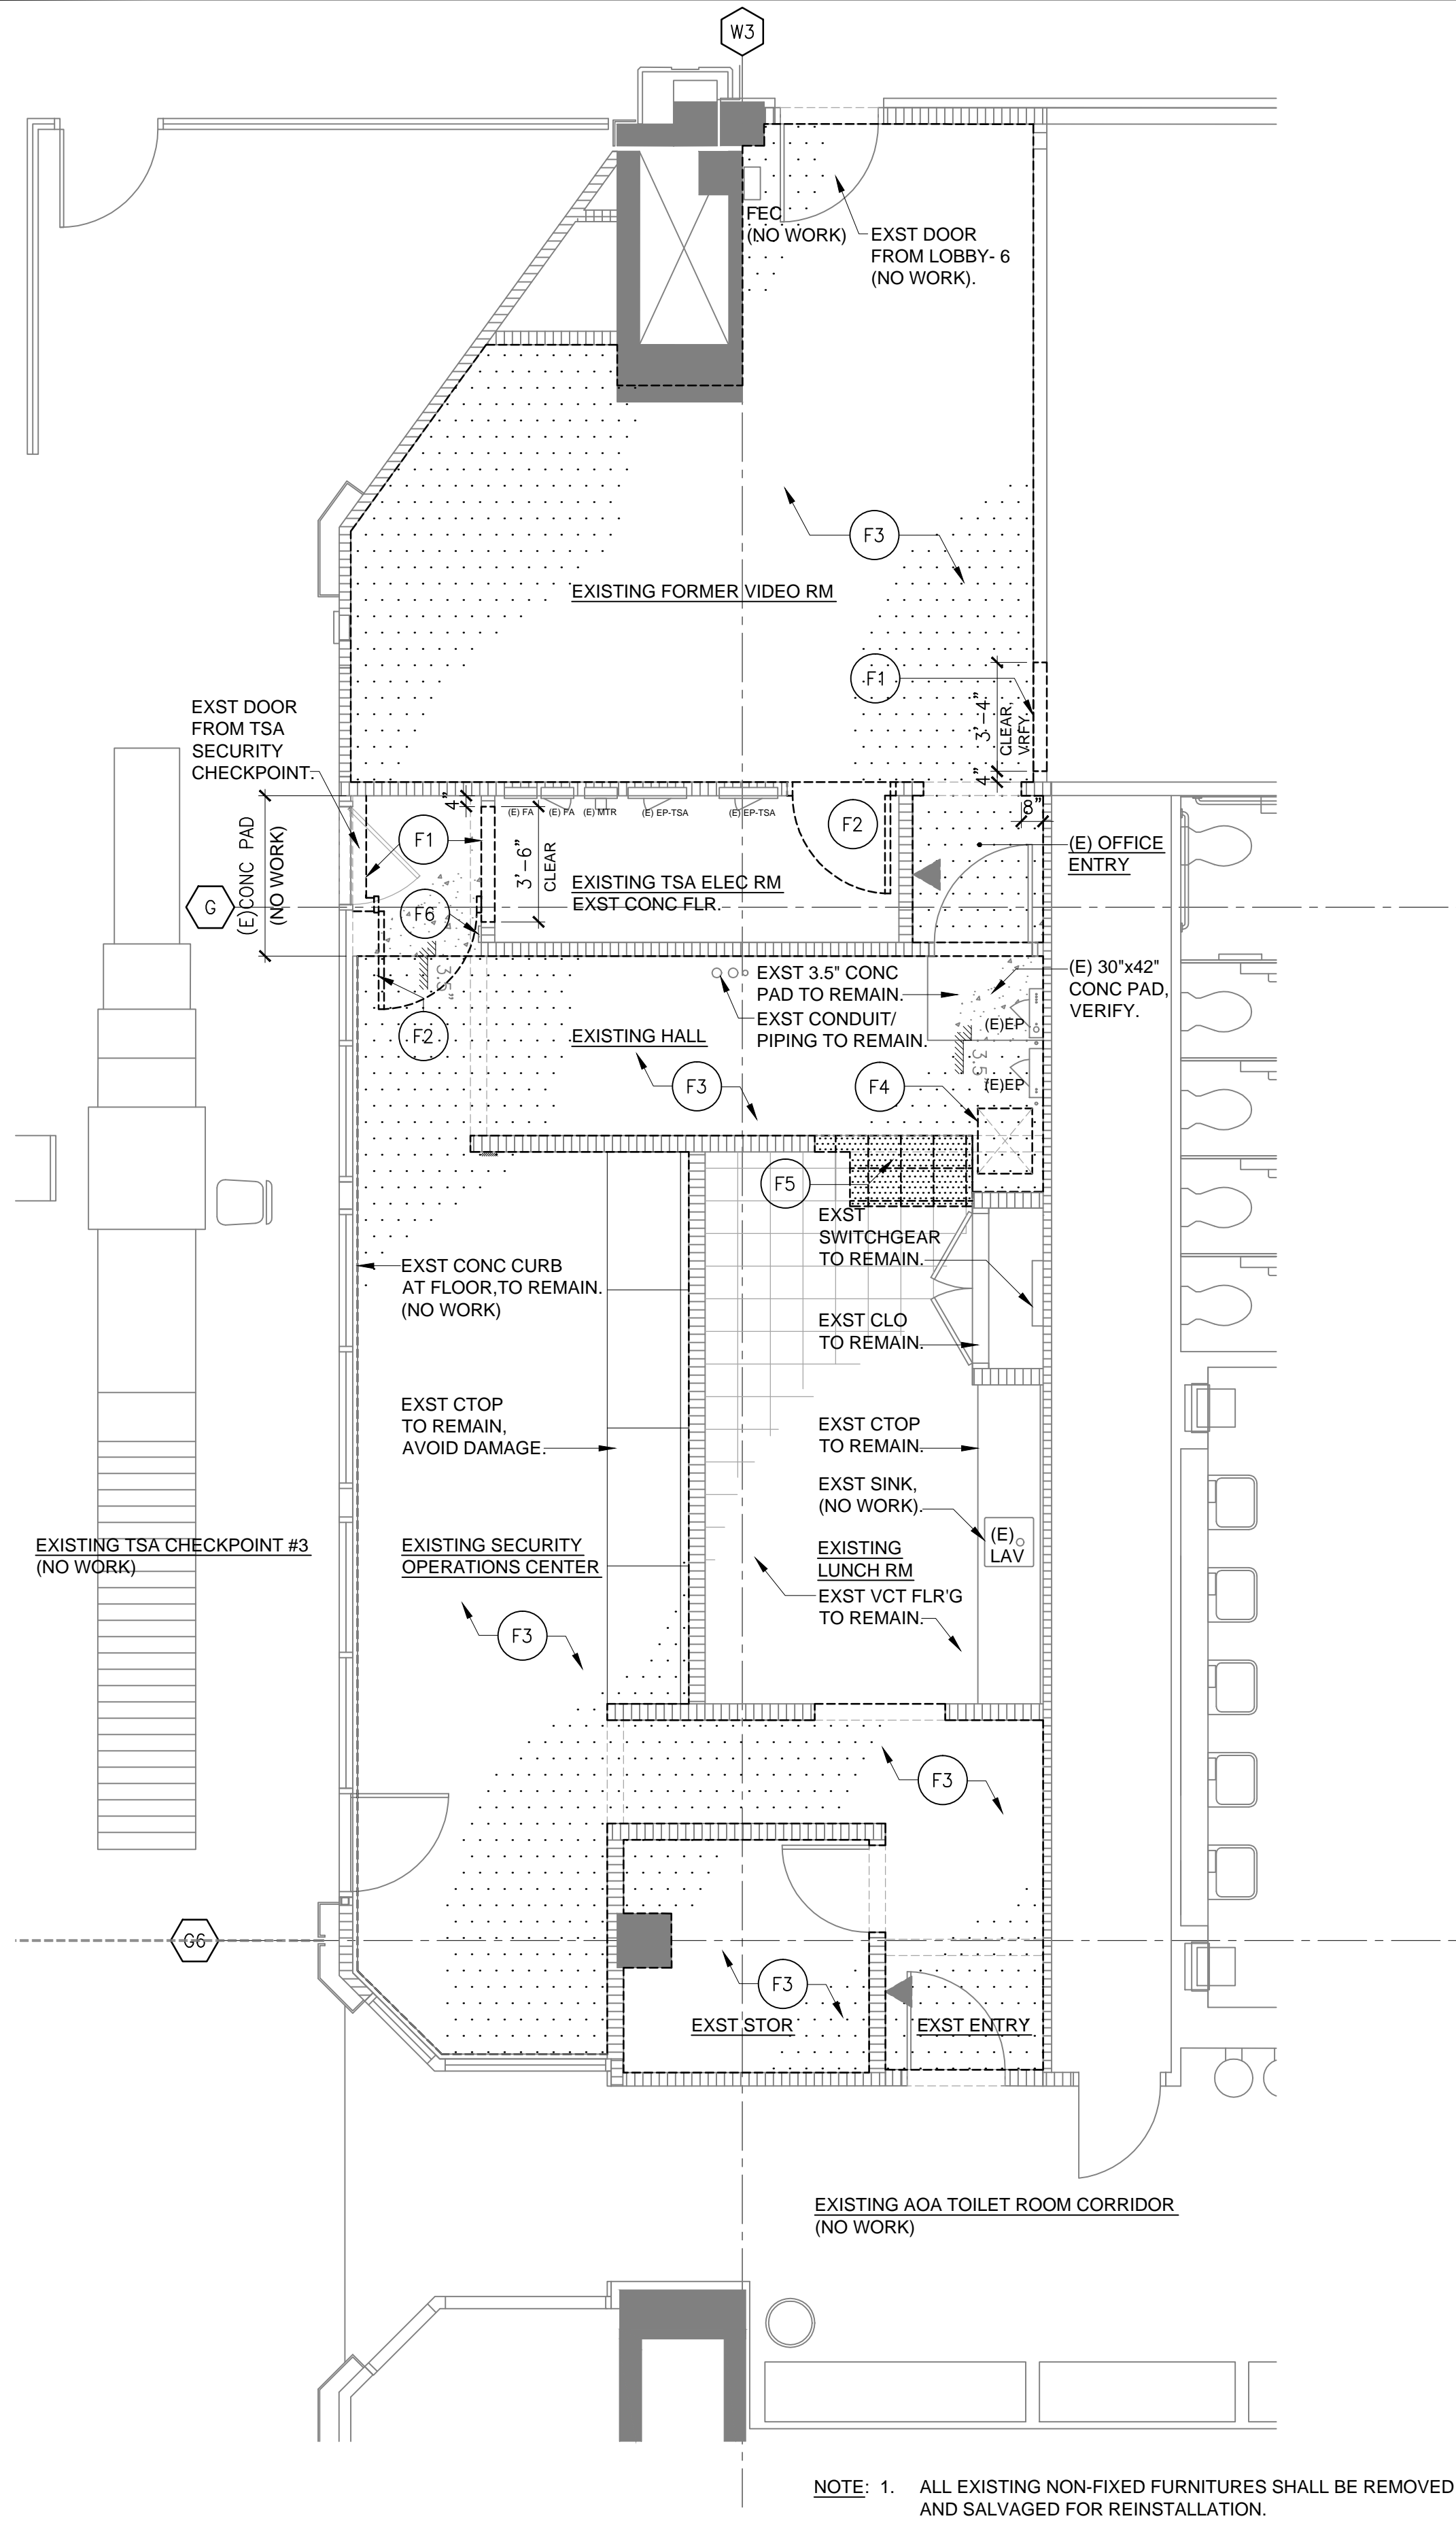 W3
FEC
(NO WORK)
EXST DOOR
FROM LOBBY- 6
(NO WORK).
F3
EXISTING FORMER VIDEO RM
F1
3'-4"
CLEAR,
VRFY.
4"
EXST DOOR
FROM TSA
SECURITY
CHECKPOINT.
(E)CONC PAD
(NO WORK)
G
4"
F1
F6
3'-6"
CLEAR
(E) FA
(E) FA
(E) MTR
(E) EP-TSA
(E) EP-TSA
F2
8"
(E) OFFICE
ENTRY
EXISTING TSA ELEC RM
EXST CONC FLR.
3.5"
F2
EXST 3.5" CONC
PAD TO REMAIN.
EXST CONDUIT/
PIPING TO REMAIN.
(E) 30"x42"
CONC PAD,
VERIFY.
(E)EP
3.5"
(E)EP
EXISTING HALL
F3
F4
F5
EXST
SWITCHGEAR
TO REMAIN.
EXST CONC CURB
AT FLOOR,TO REMAIN.
(NO WORK)
EXST CLO
TO REMAIN.
EXST CTOP
TO REMAIN,
AVOID DAMAGE.
EXST CTOP
TO REMAIN.
EXST SINK,
(NO WORK).
(E)
LAV
EXISTING TSA CHECKPOINT #3
(NO WORK)
EXISTING SECURITY
OPERATIONS CENTER
EXISTING
LUNCH RM
EXST VCT FLR'G
TO REMAIN.
F3
F3
G6
F3
EXST STOR
EXST ENTRY
EXISTING AOA TOILET ROOM CORRIDOR
(NO WORK)
NOTE: 1. ALL EXISTING NON-FIXED FURNITURES SHALL BE REMOVED
AND SALVAGED FOR REINSTALLATION.